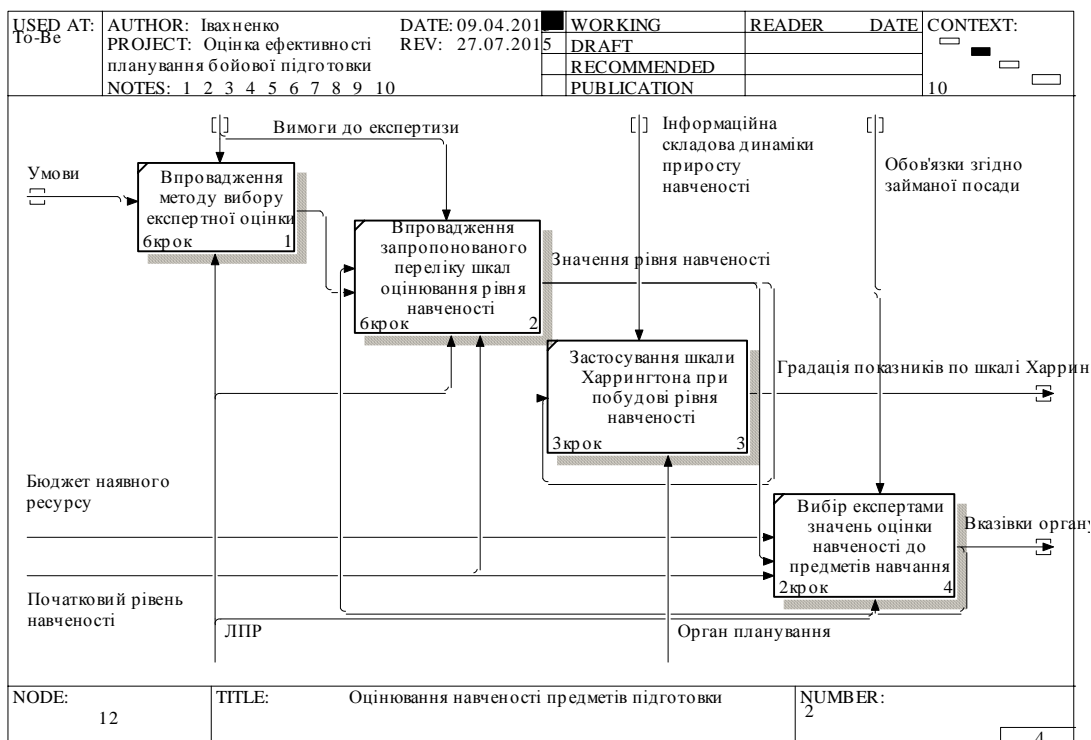 USED AT:
To-Be
AUTHOR: Івахненко
DATE: 09.04.201
PROJECT: Оцінка ефективності
планування бойової підготовки
REV: 27.07.2015
NOTES: 1 2 3 4 5 6 7 8 9 10
WORKING
DRAFT
RECOMMENDED
PUBLICATION
READER DATE
CONTEXT:
10
Вимоги до експертизи
Інформаційна
складова динаміки
приросту
навченості
Обов'язки згідно
займаної посади
Умови
Впровадження
методу вибору
експертної оцінки
6крок 1
Впровадження
запропонованого
переліку шкал
оцінювання рівня
навченості
6крок 2
Значення рівня навченості
Застосування шкали
Харрингтона при
побудові рівня
навченості
3крок 3
Градація показників по шкалі Харрин
Бюджет наявного
ресурсу
Вибір експертами
значень оцінки
навченості до
предметів навчання
2крок 4
Вказівки органу
Початковий рівень
навченості
ЛПР
Орган планування
NODE:
12
TITLE:
Оцінювання навченості предметів підготовки
NUMBER:
2
4